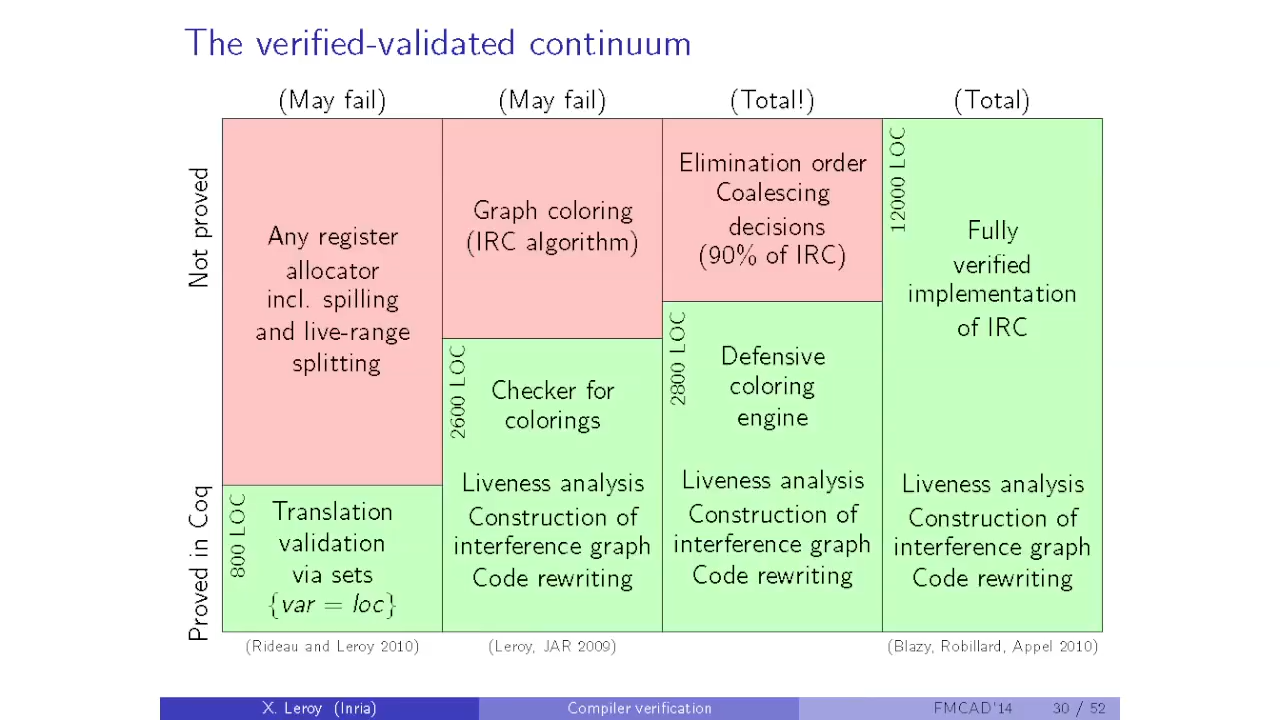 The verified-validated continuum
(May fail)
(May fail)
(Total!)
(Total)
Not proved
Proved in Coq
Any register
allocator
incl. spilling
and live-range
splitting
800 LOC
Translation
validation
via sets
{var = loc}
(Rideau and Leroy 2010)
Graph coloring
(IRC algorithm)
2600 LOC
Checker for
colorings
Liveness analysis
Construction of
interference graph
Code rewriting
(Leroy, JAR 2009)
Elimination order
Coalescing
decisions
(90% of IRC)
2800 LOC
Defensive
coloring
engine
Liveness analysis
Construction of
interference graph
Code rewriting
12000 LOC
Fully
verified
implementation
of IRC
Liveness analysis
Construction of
interference graph
Code rewriting
(Blazy, Robillard, Appel 2010)
X. Leroy (Inria)
Compiler verification
FMCAD'14
30 / 52